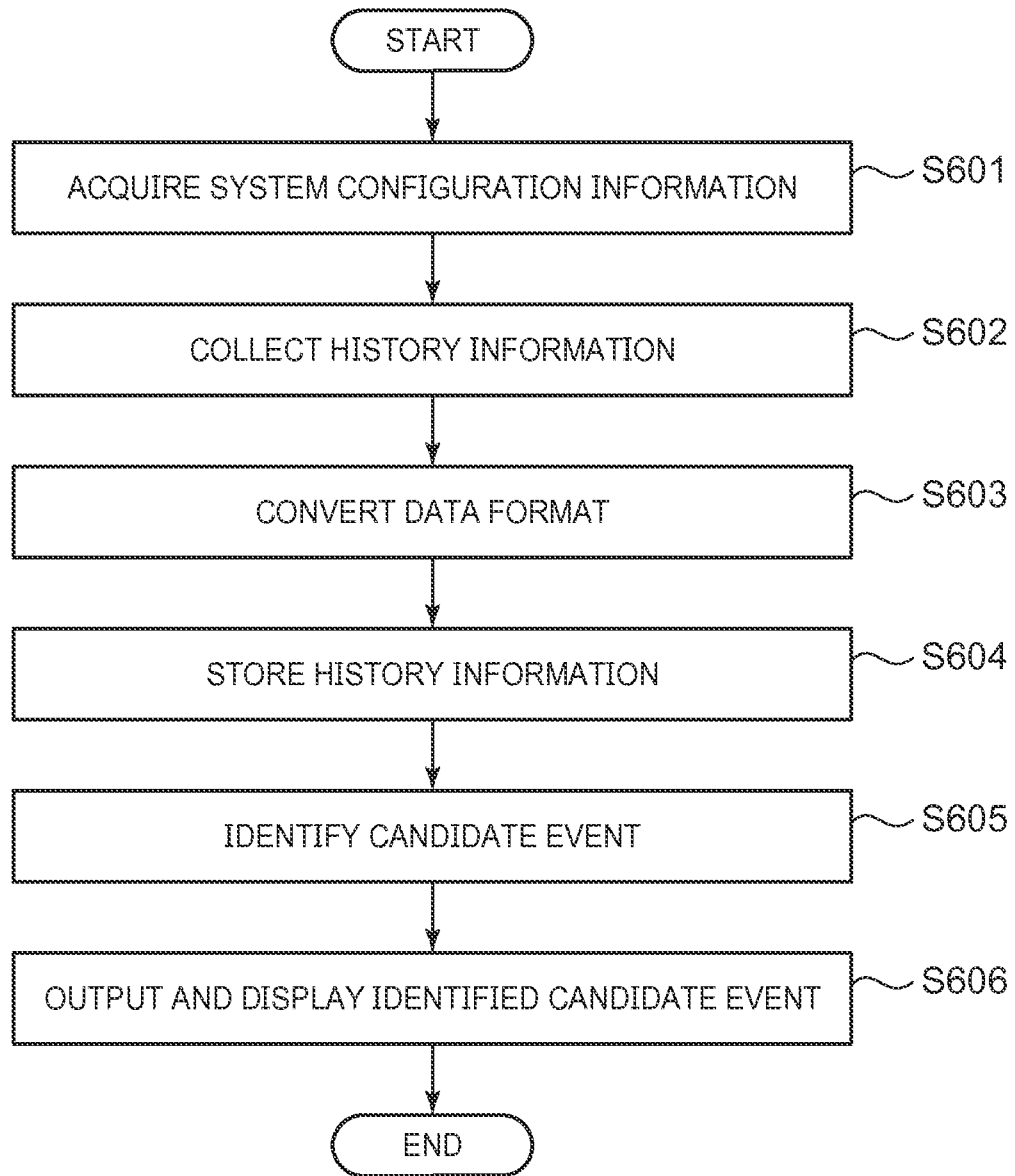 START
ACQUIRE SYSTEM CONFIGURATION INFORMATION
S601
COLLECT HISTORY INFORMATION
S602
CONVERT DATA FORMAT
S603
STORE HISTORY INFORMATION
S604
IDENTIFY CANDIDATE EVENT
S605
OUTPUT AND DISPLAY IDENTIFIED CANDIDATE EVENT
S606
END